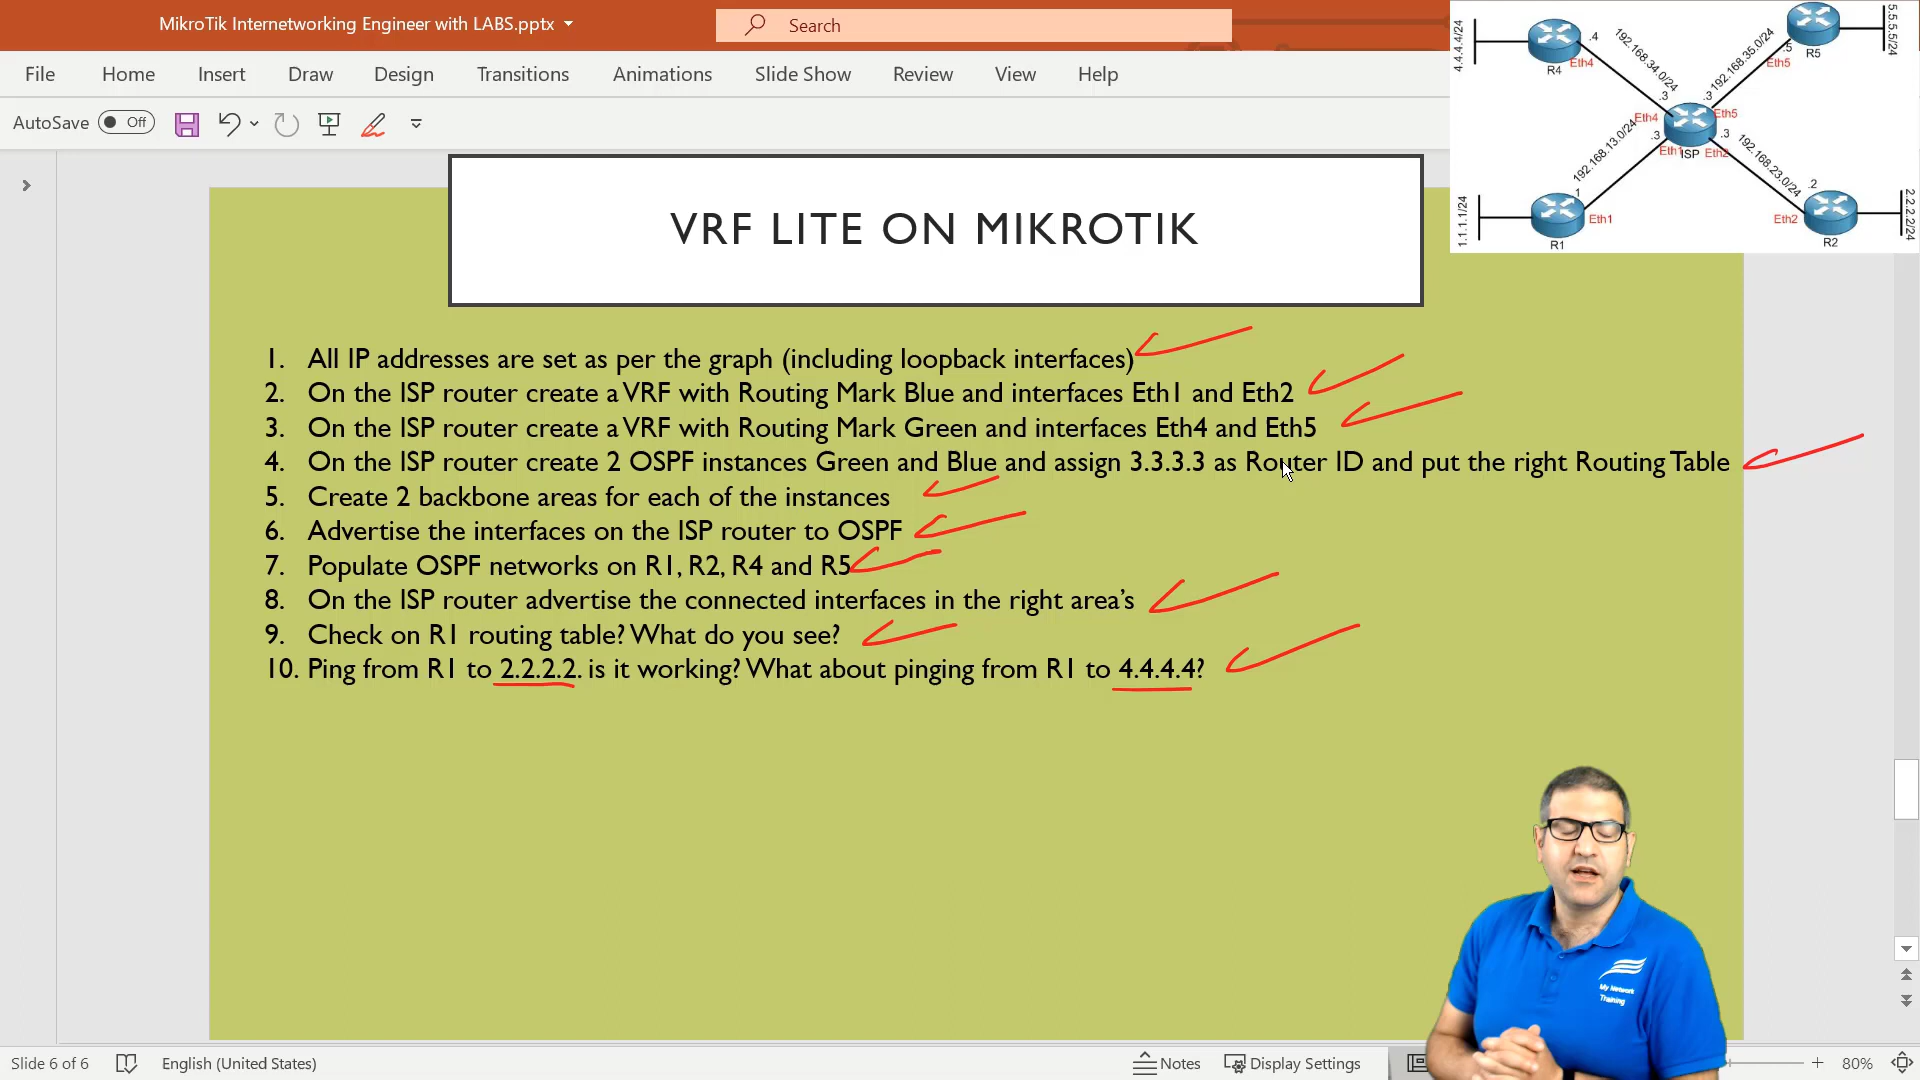 MikroTik Internetworking Engineer with LABS.pptx
Search
File Home Insert Draw Design Transitions Animations Slide Show Review View Help
AutoSave Off
VRF LITE ON MIKROTIK
1. All IP addresses are set as per the graph (including loopback interfaces)
2. On the ISP router create a VRF with Routing Mark Blue and interfaces Eth1 and Eth2
3. On the ISP router create a VRF with Routing Mark Green and interfaces Eth4 and Eth5
4. On the ISP router create 2 OSPF instances Green and Blue and assign 3.3.3.3 as Router ID and put the right Routing Table
5. Create 2 backbone areas for each of the instances
6. Advertise the interfaces on the ISP router to OSPF
7. Populate OSPF networks on R1, R2, R4 and R5
8. On the ISP router advertise the connected interfaces in the right area's
9. Check on R1 routing table? What do you see?
10. Ping from R1 to 2.2.2.2. is it working? What about pinging from R1 to 4.4.4.4?
4.4.4.4/24
R4
Eth4
.4
192.168.34.0/24
.3
Eth4
192.168.35.0/24
.5
Eth5
R5
5.5.5.5/24
.3
Eth5
ISP
.3
Eth1
192.168.13.0/24
.1
Eth1
R1
1.1.1.1/24
.3
Eth2
192.168.23.0/24
.2
Eth2
R2
2.2.2.2/24
My Network
Training
Slide 6 of 6 English (United States) Notes Display Settings 80%